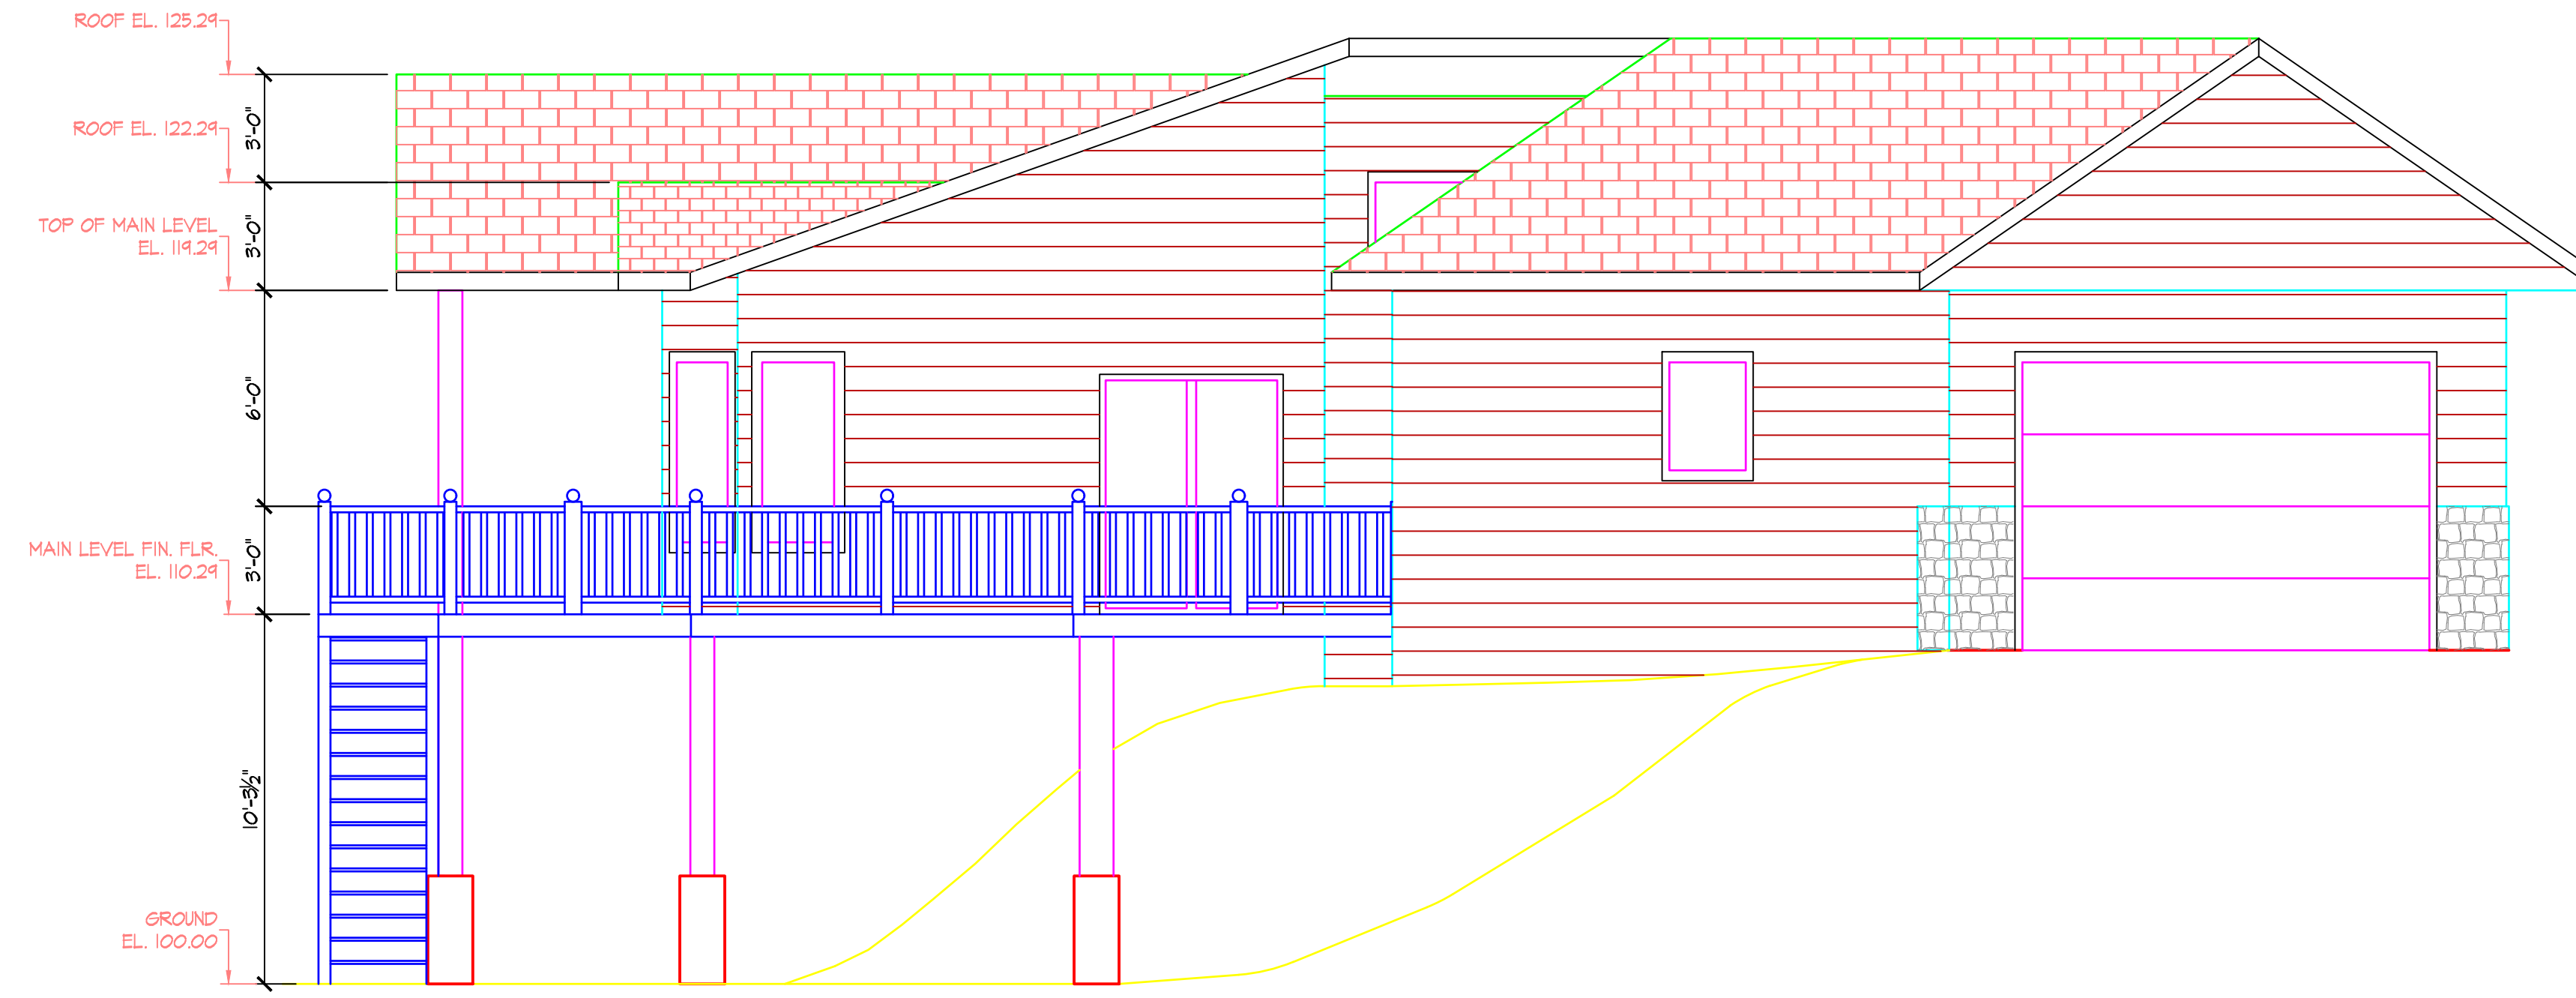 ROOF EL. 125.29
3'-0"
ROOF EL. 122.29
3'-0"
TOP OF MAIN LEVEL
EL. 119.29
6'-0"
3'-0"
MAIN LEVEL FIN. FLR.
EL. 110.29
10'-3½"
GROUND
EL. 100.00